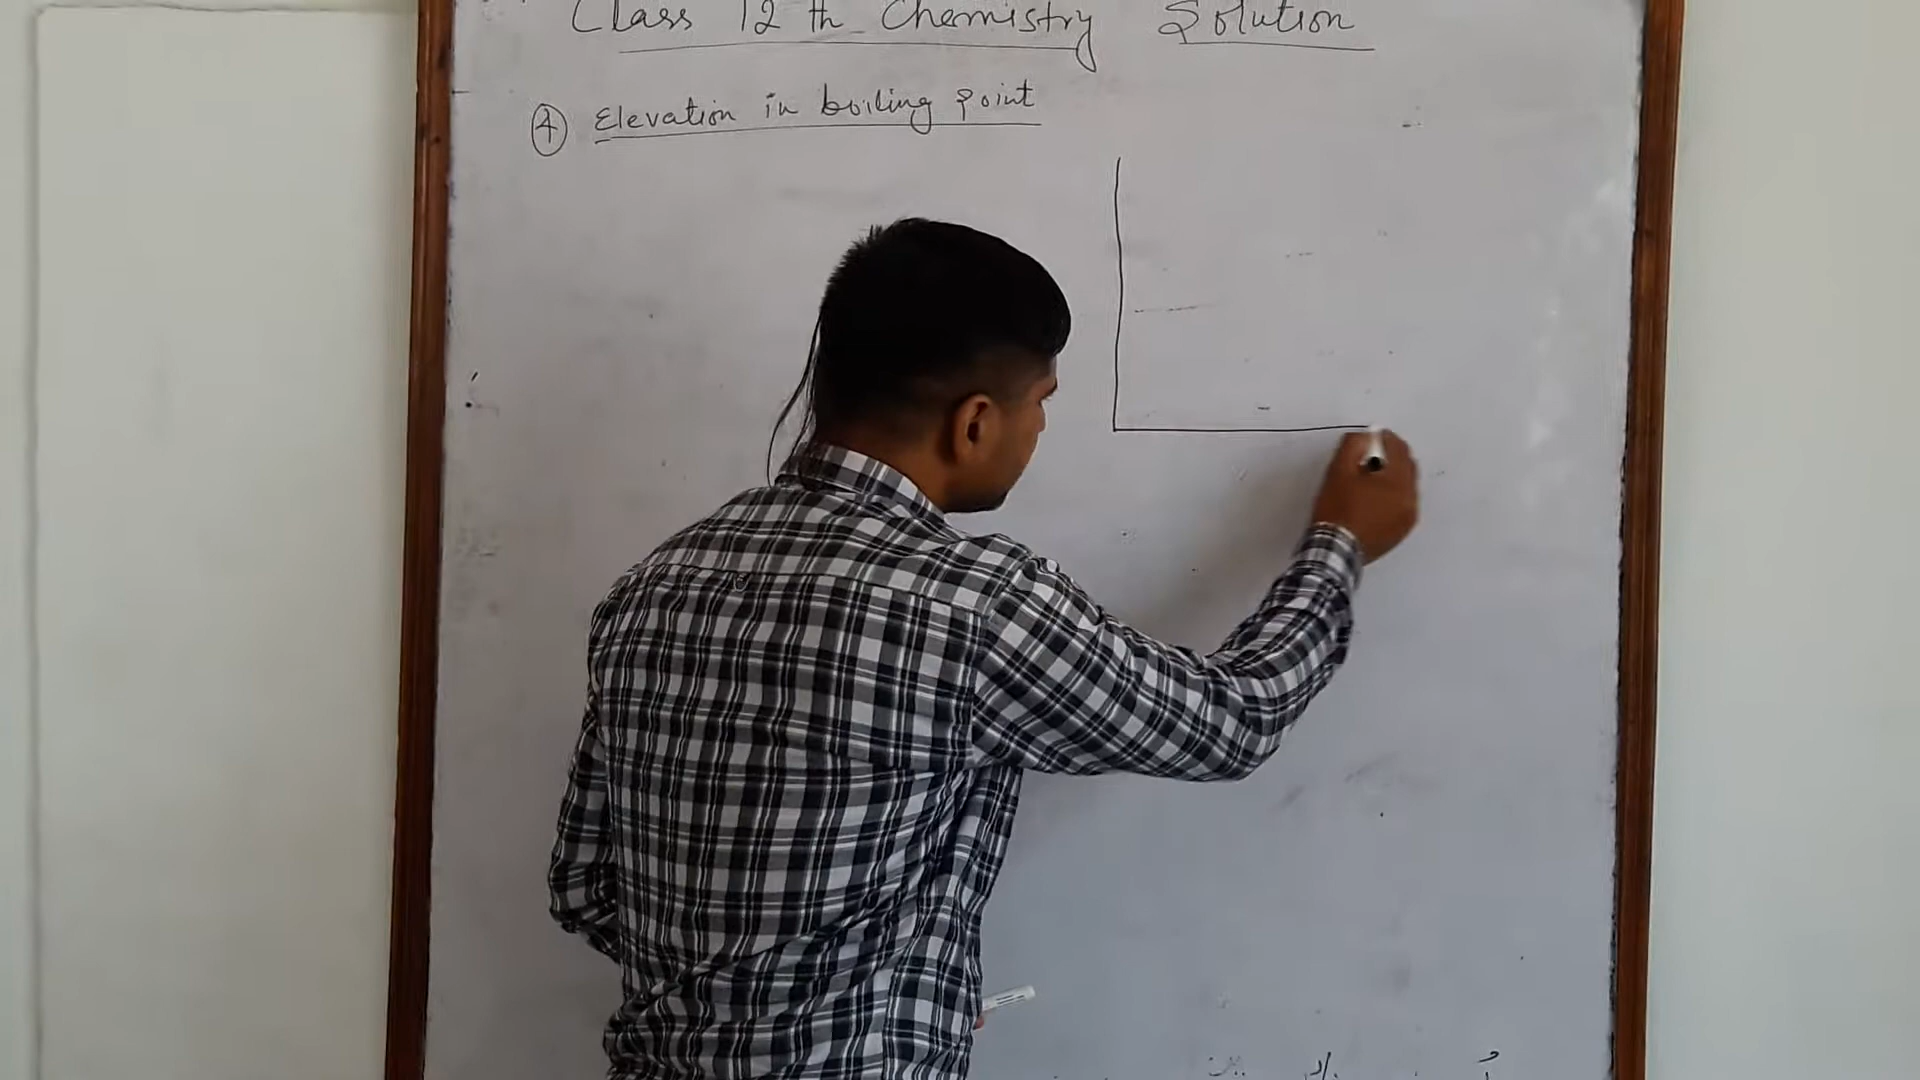 Class 12 th Chemistry Solution
④ Elevation in boiling point